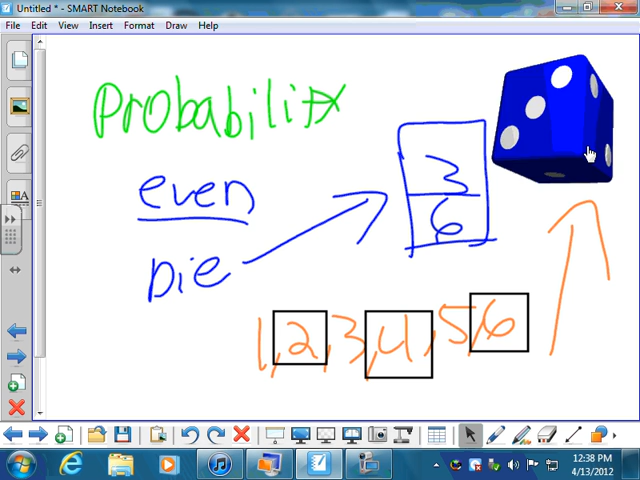 Untitled * - SMART Notebook
File Edit View Insert Format Tools Draw Help
Probability
even
Die
3
6
1, 2, 3, 4, 5, 6
12:38 PM
4/13/2012